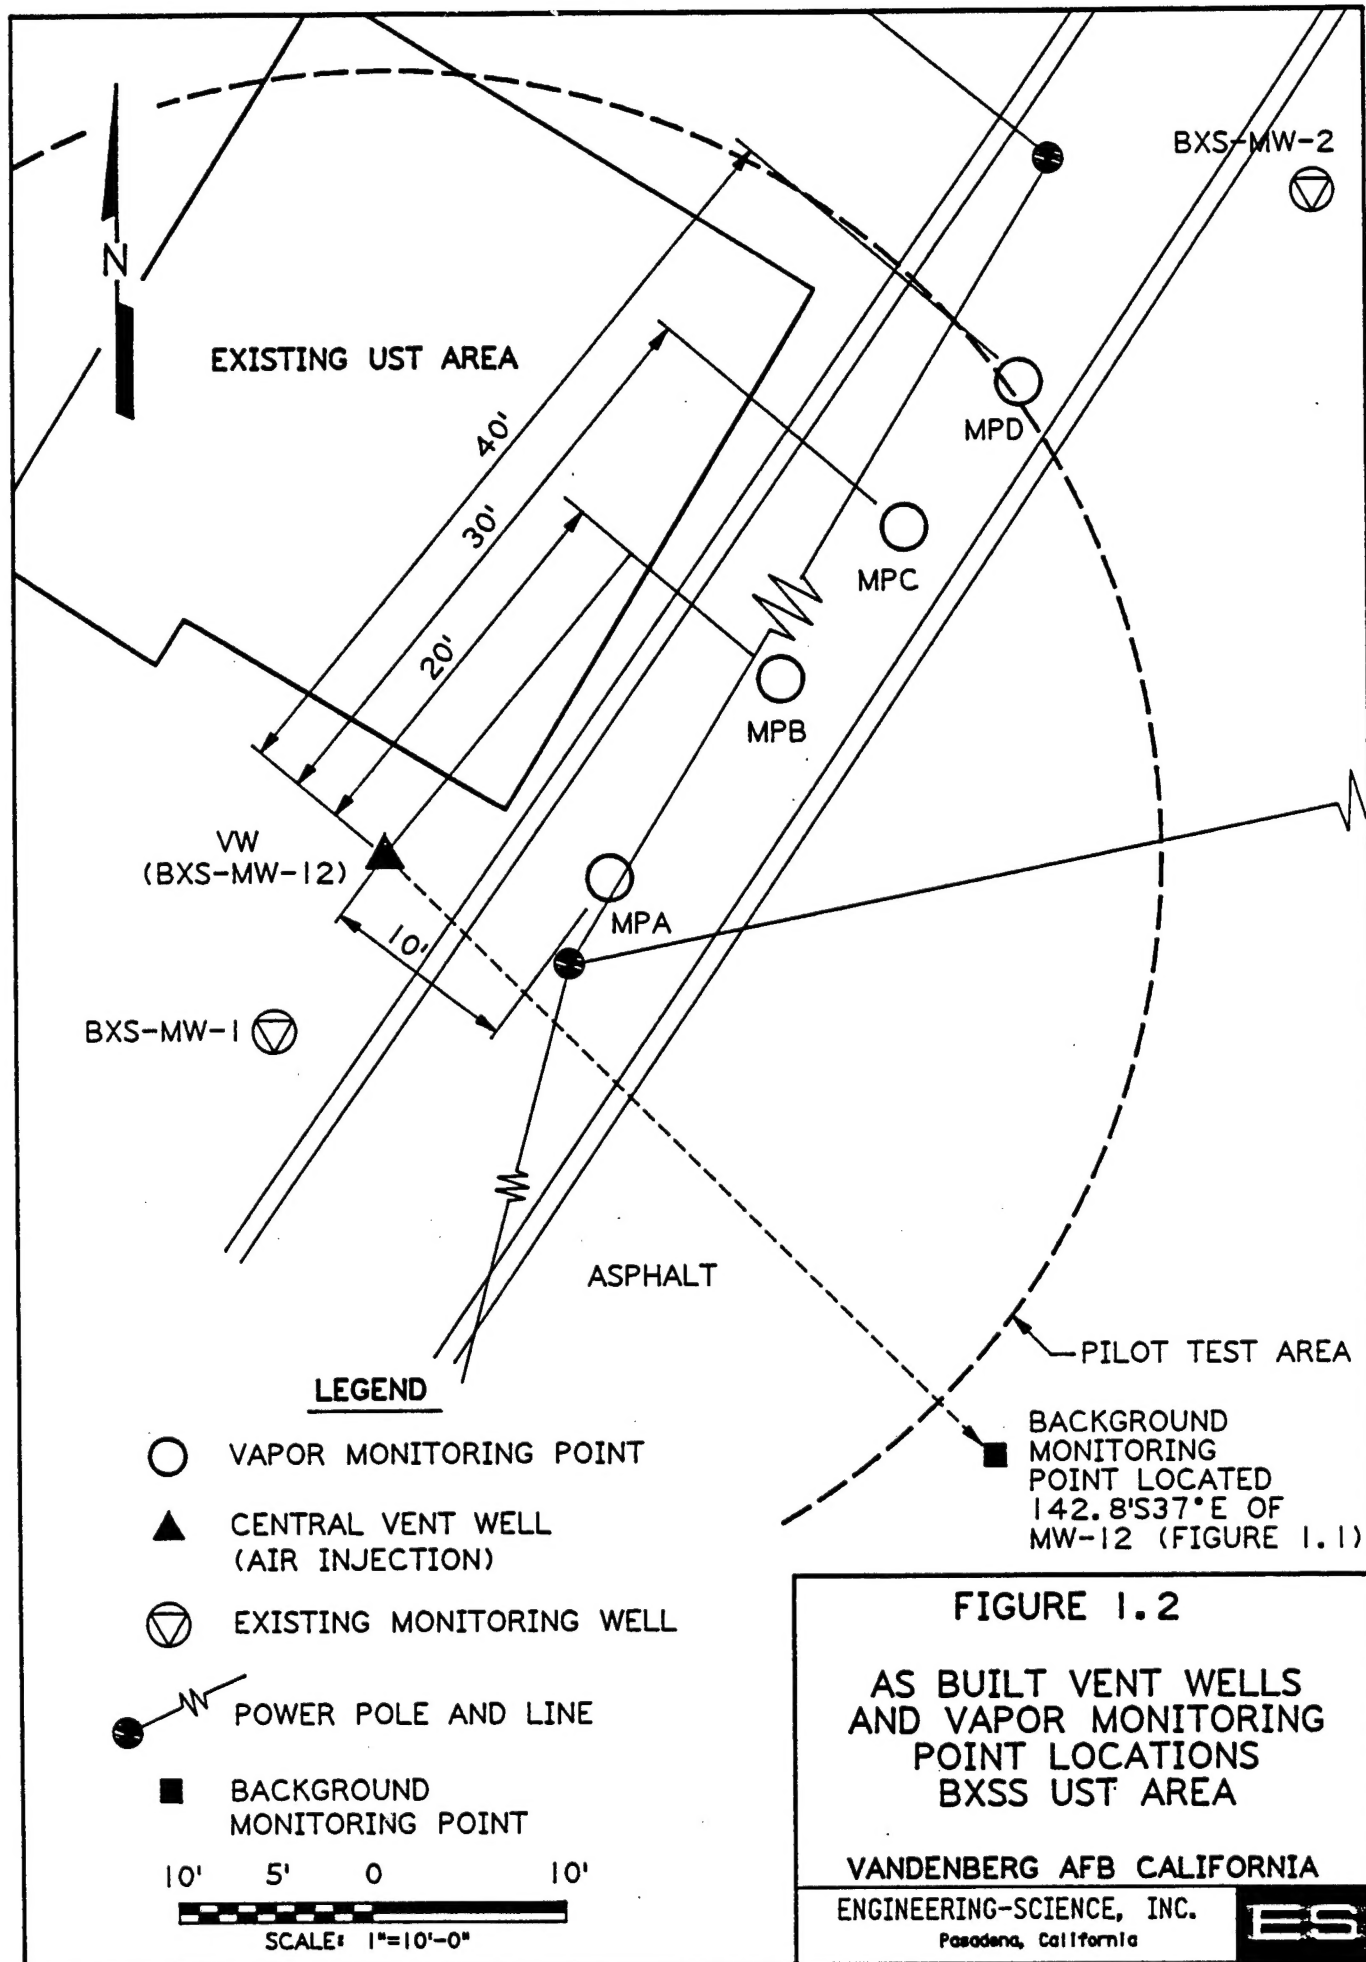 BXS-MW-2
N
EXISTING UST AREA
40'
MPD
30'
MPC
20'
MPB
VW
(BXS-MW-12)
MPA
10'
BXS-MW-1
ASPHALT
PILOT TEST AREA
BACKGROUND
MONITORING
POINT LOCATED
142.8'S37°E OF
MW-12 (FIGURE 1.1)
LEGEND
VAPOR MONITORING POINT
CENTRAL VENT WELL
(AIR INJECTION)
EXISTING MONITORING WELL
POWER POLE AND LINE
BACKGROUND
MONITORING POINT
10' 5' 0 10'
SCALE: 1"=10'-0"
FIGURE 1.2
AS BUILT VENT WELLS
AND VAPOR MONITORING
POINT LOCATIONS
BXSS UST AREA
VANDENBERG AFB CALIFORNIA
ENGINEERING-SCIENCE, INC.
Pasadena, California
ES